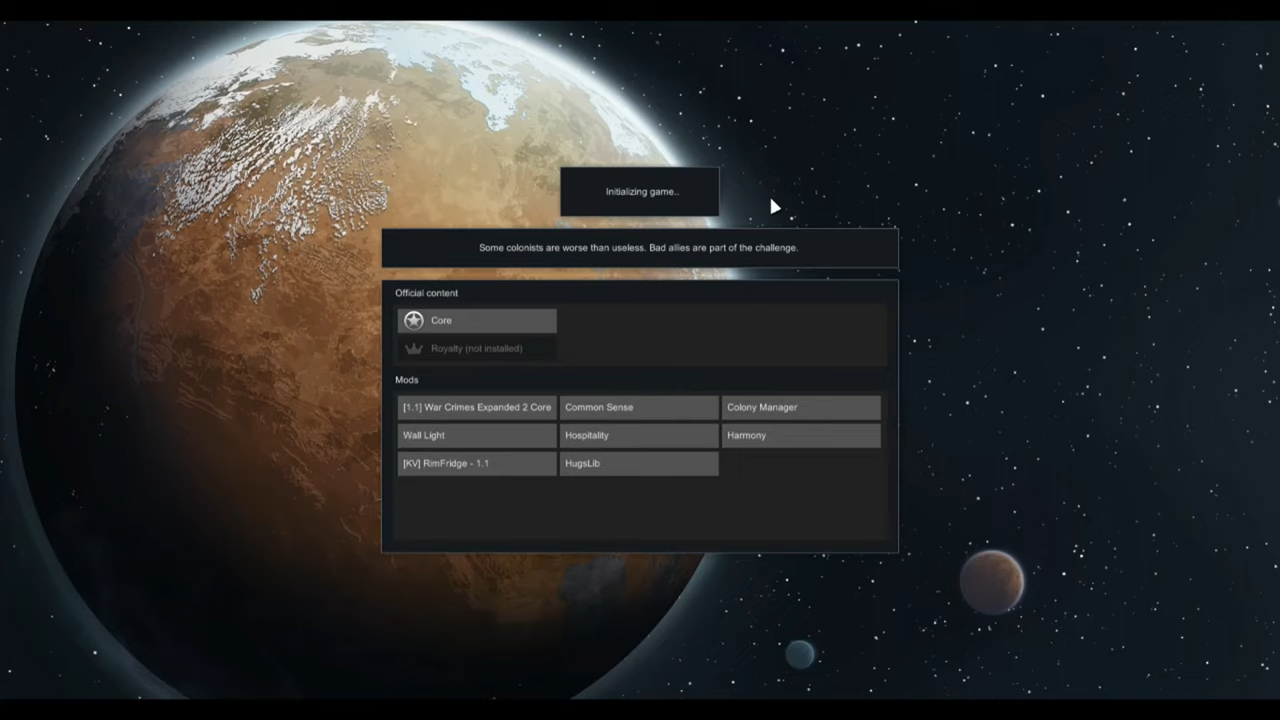 Initializing game..
Some colonists are worse than useless. Bad allies are part of the challenge.
Official content
Core
Royalty (not installed)
Mods
[1.1] War Crimes Expanded 2 Core
Common Sense
Colony Manager
Wall Light
Hospitality
Harmony
[KV] RimFridge - 1.1
HugsLib